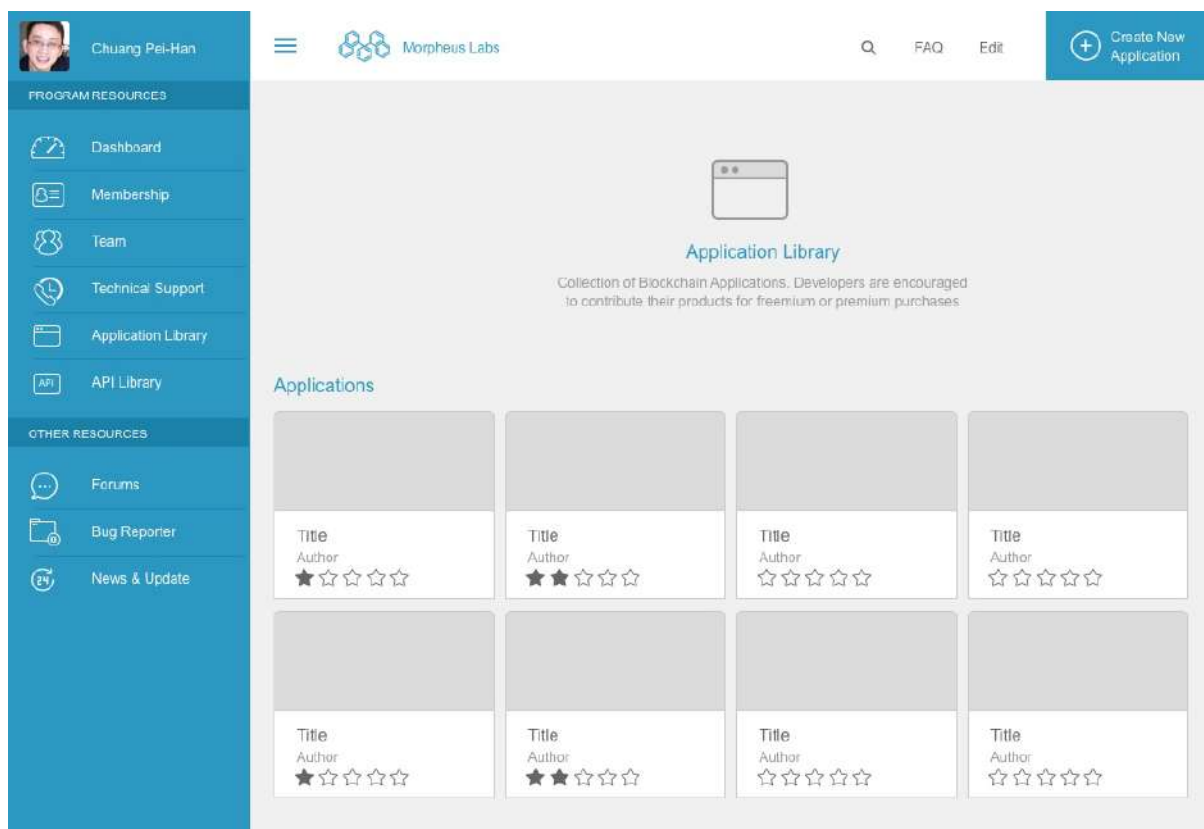 Chuang Pei-Han
Morpheus Labs
FAQ
Edit
Create New
Application
PROGRAM RESOURCES
Dashboard
Membership
Team
Technical Support
Application Library
API
API Library
OTHER RESOURCES
Forums
Bug Reporter
24
News & Update
Application Library
Collection of Blockchain Applications. Developers are encouraged
to contribute their products for freemium or premium purchases
Applications
Title
Author
Title
Author
Title
Author
Title
Author
Title
Author
Title
Author
Title
Author
Title
Author